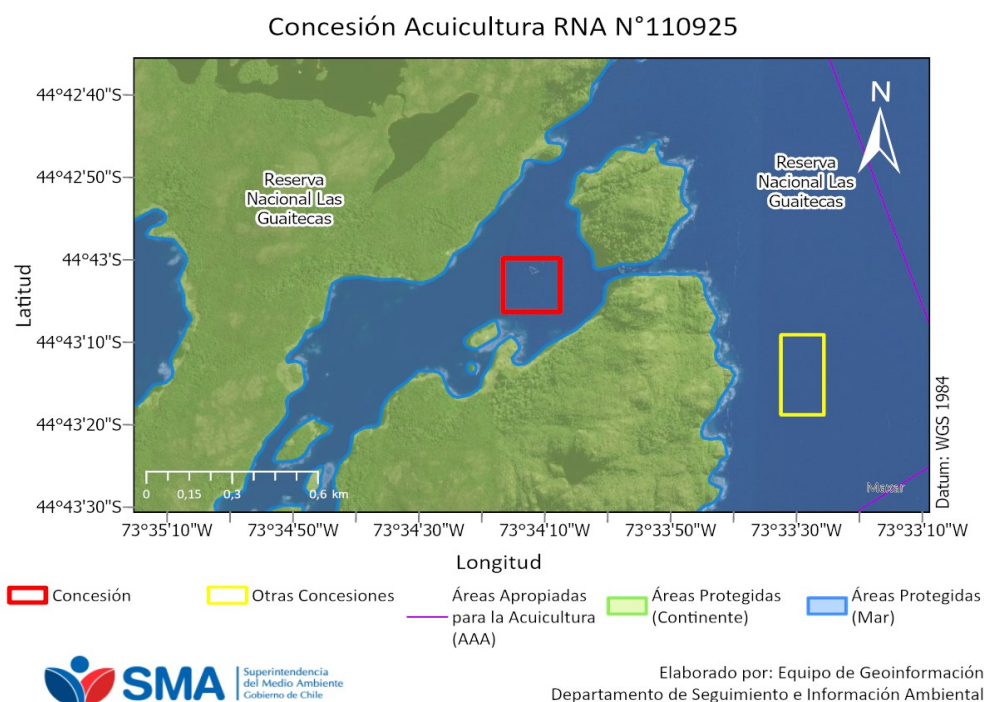 Concesión Acuicultura RNA N°110925
44°42'40"S
44°42'50"S
44°43'S
44°43'10"S
44°43'20"S
44°43'30"S
Latitud
Reserva
Nacional Las
Guaitecas
Reserva
Nacional Las
Guaitecas
N
Datum: WGS 1984
Maxar
0 0,15 0,3 0,6 km
73°35'10"W
73°34'50"W
73°34'30"W
73°34'10"W
73°33'50"W
73°33'30"W
73°33'10"W
Longitud
Concesión
Otras Concesiones
Áreas Apropiadas
para la Acuicultura
(AAA)
Áreas Protegidas
(Continente)
Áreas Protegidas
(Mar)
SMA
Superintendencia
del Medio Ambiente
Gobierno de Chile
Elaborado por: Equipo de Geoinformación
Departamento de Seguimiento e Información Ambiental